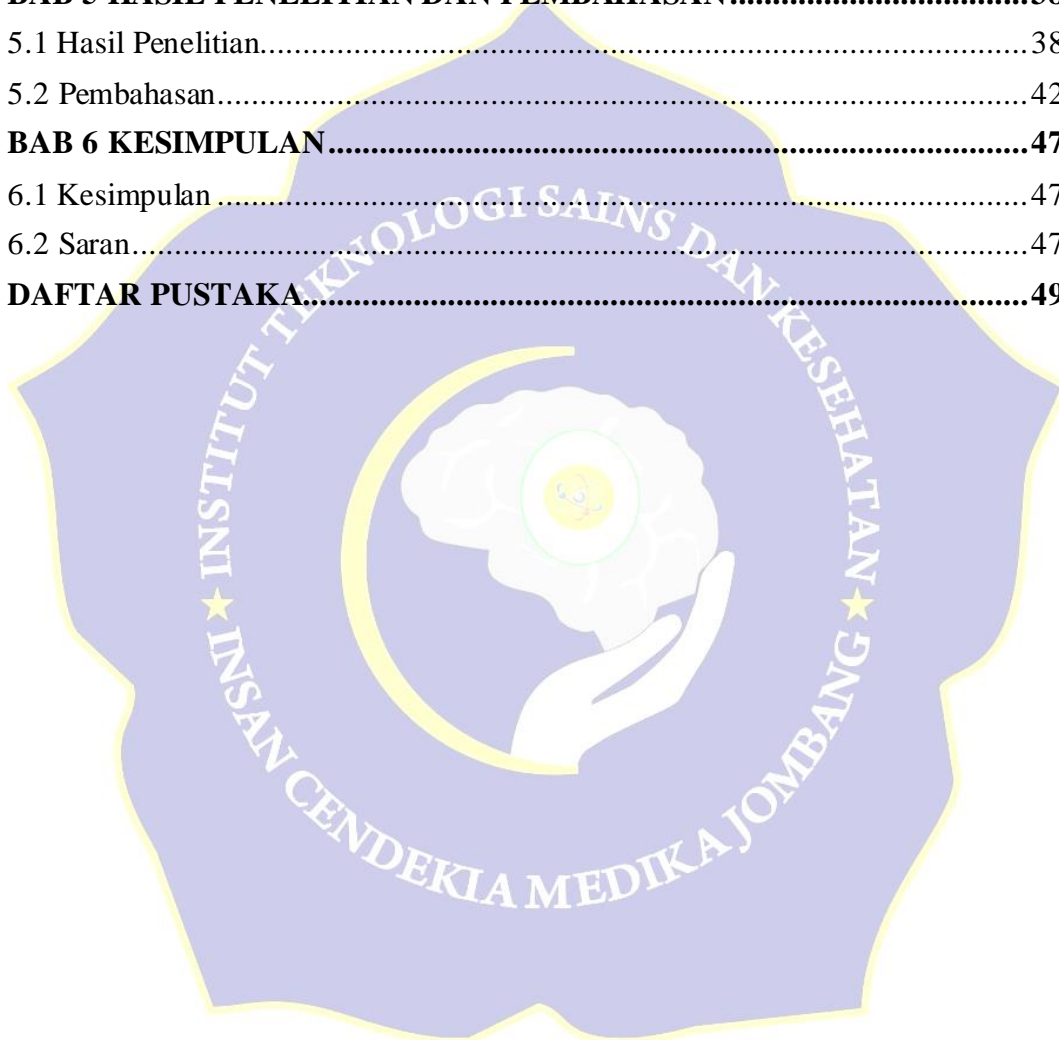 BAB 5 HASIL PENELITIAN DAN PEMBAHASAN....................................38
5.1 Hasil Penelitian....................................................................................38
5.2 Pembahasan.........................................................................................42
BAB 6 KESIMPULAN.................................................................................47
6.1 Kesimpulan..........................................................................................47
6.2 Saran....................................................................................................47
DAFTAR PUSTAKA....................................................................................49
INSTITUT TEKNOLOGI SAINS DAN KESEHATAN
INSAN CENDEKIA MEDIKA JOMBANG